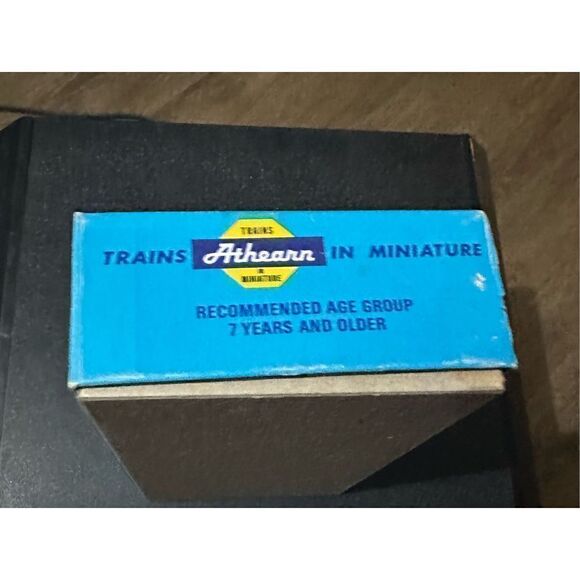 TRAINS
TRAINS Athearn IN MINIATURE
IN
MINIATURE
RECOMMENDED AGE GROUP
7 YEARS AND OLDER